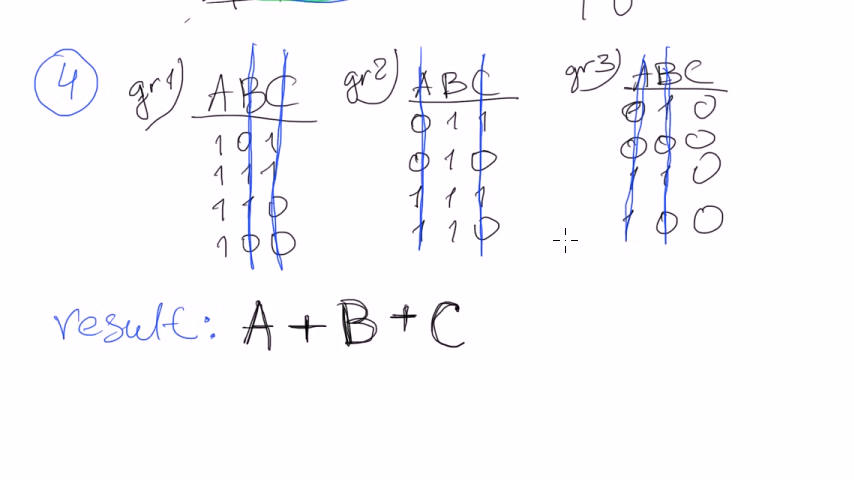 1 0
4
gr1) A B C
1 0 1
1 1 1
1 1 0
1 0 0
gr2) A B C
0 1 1
0 1 0
1 1 1
1 1 0
gr3) A B C
0 1 0
0 0 0
1 1 0
1 0 0
result: A + B + C